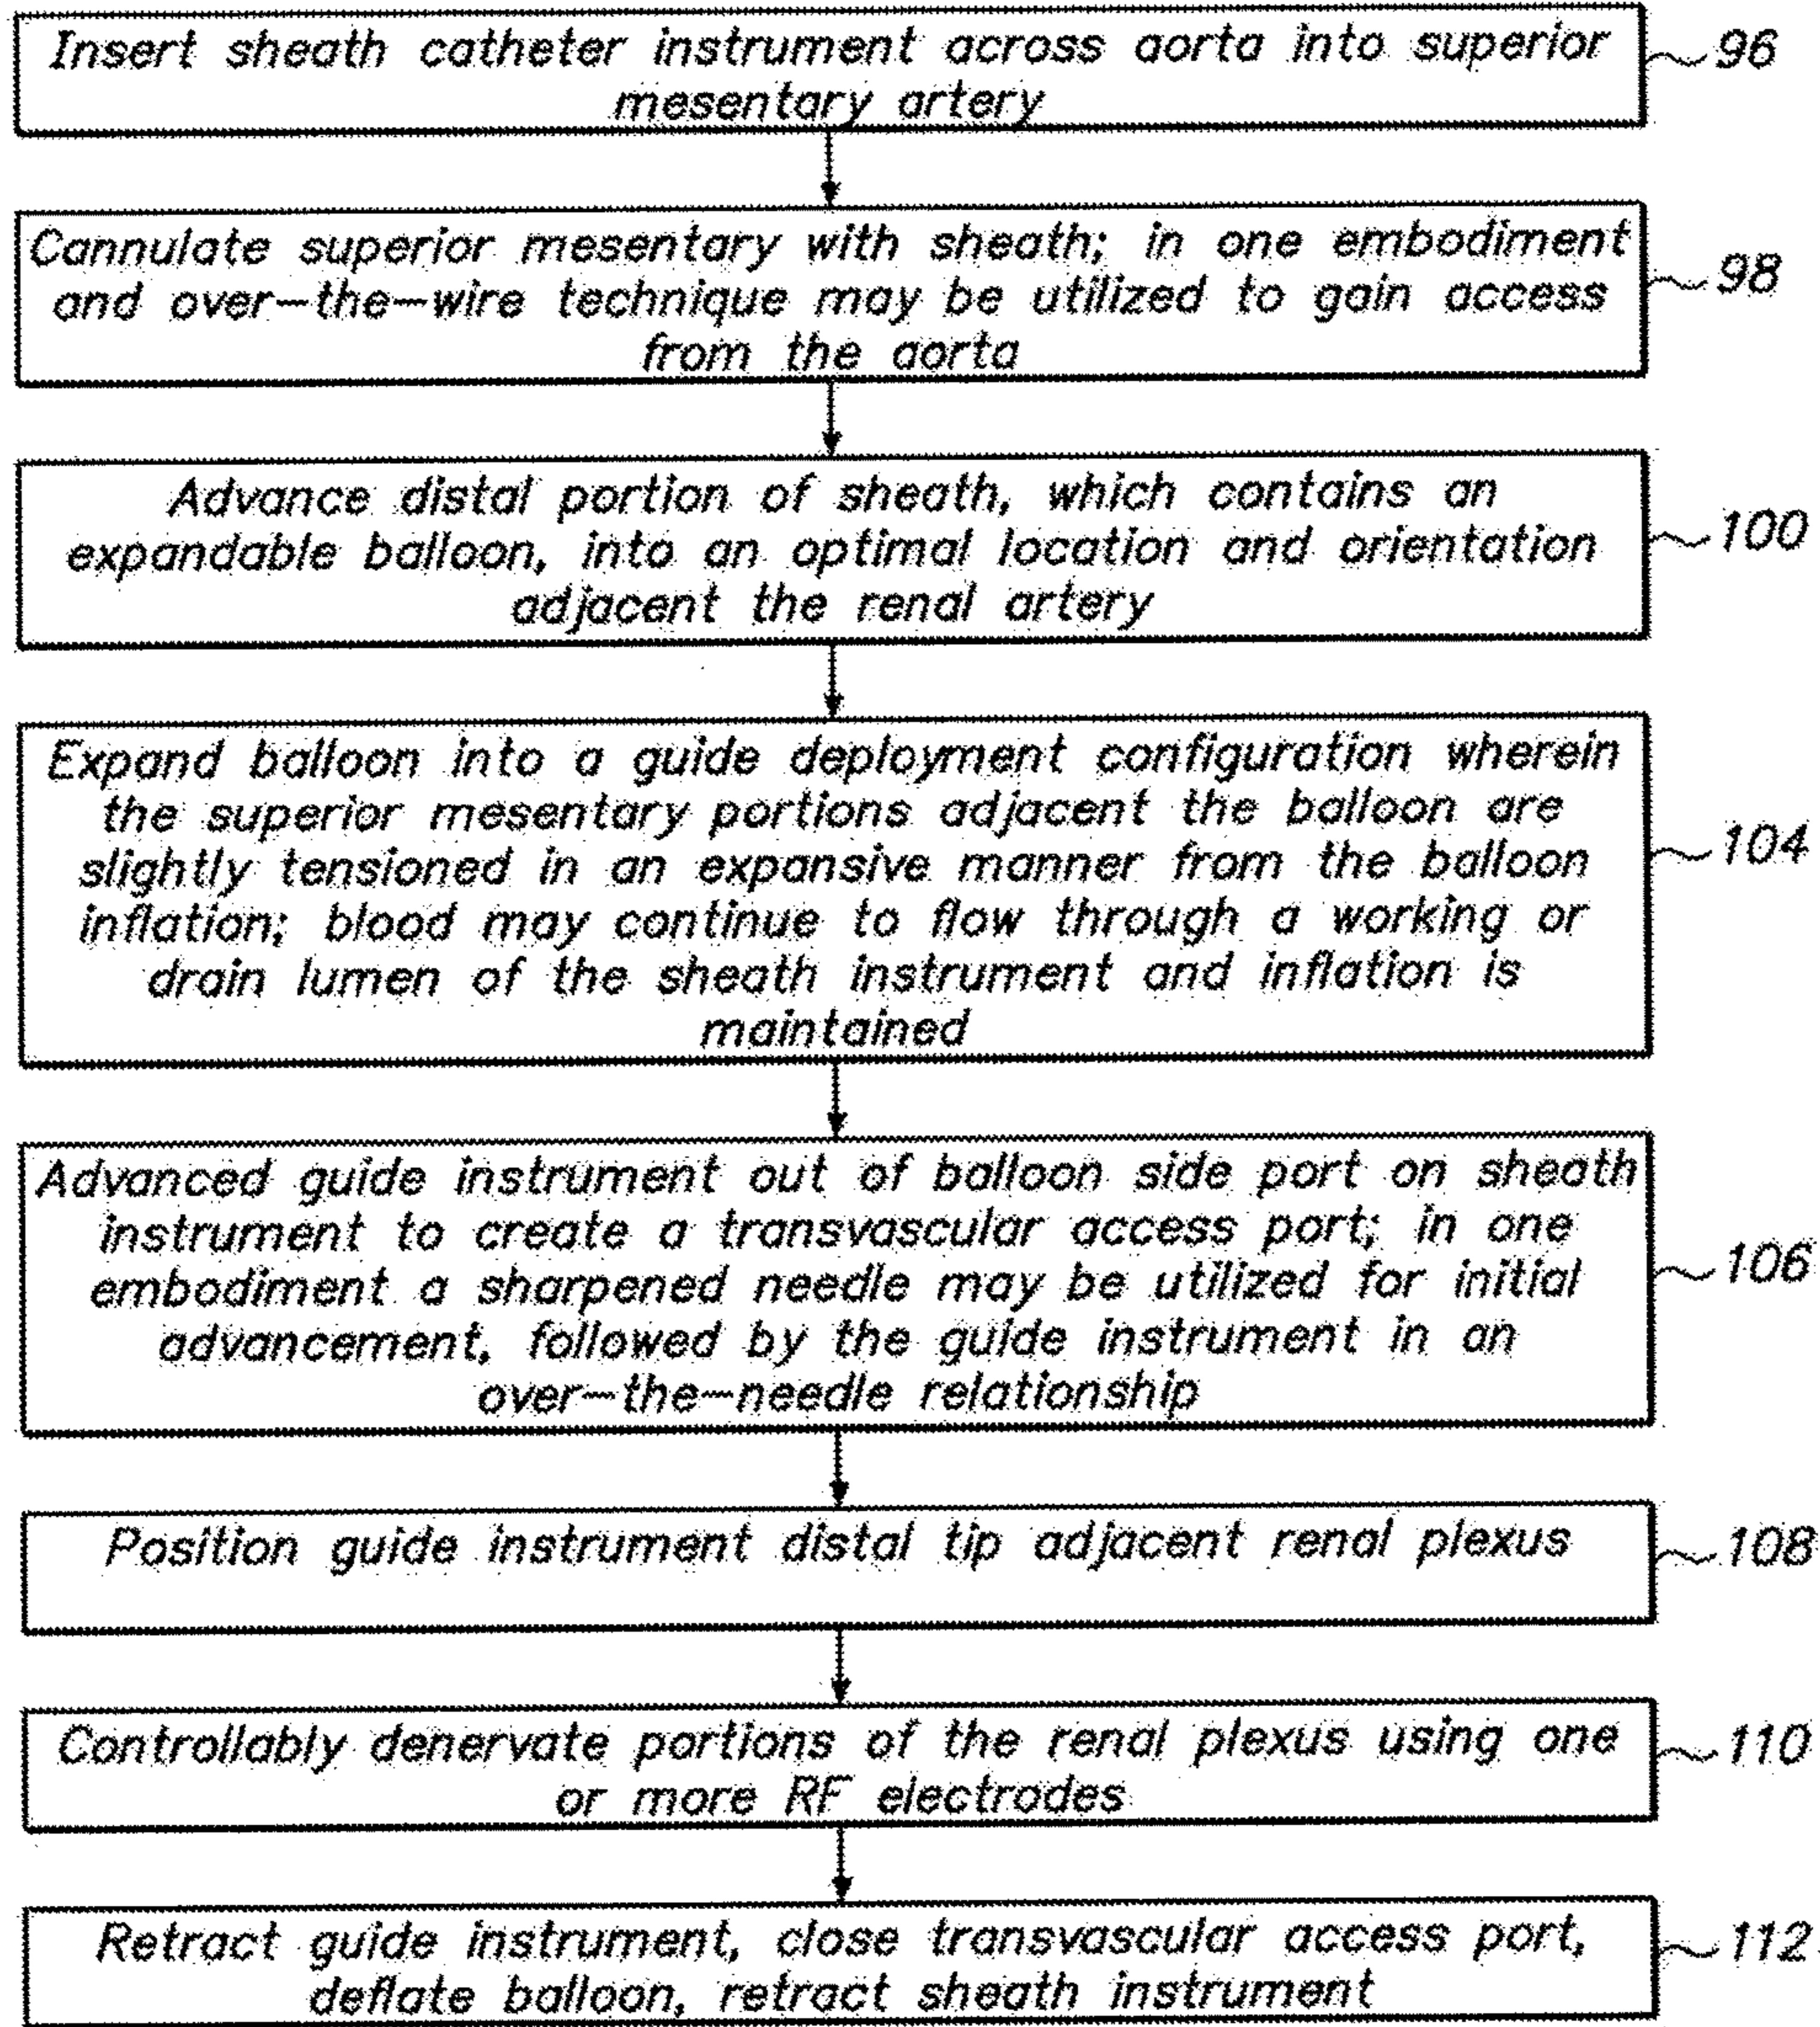 Insert sheath catheter instrument across aorta into superior
mesentary artery
96
Cannulate superior mesentary with sheath; in one embodiment
and over-the-wire technique may be utilized to gain access
from the aorta
98
Advance distal portion of sheath, which contains an
expandable balloon, into an optimal location and orientation
adjacent the renal artery
100
Expand balloon into a guide deployment configuration wherein
the superior mesentary portions adjacent the balloon are
slightly tensioned in an expansive manner from the balloon
inflation; blood may continue to flow through a working or
drain lumen of the sheath instrument and inflation is
maintained
104
Advanced guide instrument out of balloon side port on sheath
instrument to create a transvascular access port; in one
embodiment a sharpened needle may be utilized for initial
advancement, followed by the guide instrument in an
over-the-needle relationship
106
Position guide instrument distal tip adjacent renal plexus
108
Controllably denervate portions of the renal plexus using one
or more RF electrodes
110
Retract guide instrument, close transvascular access port,
deflate balloon, retract sheath instrument
112